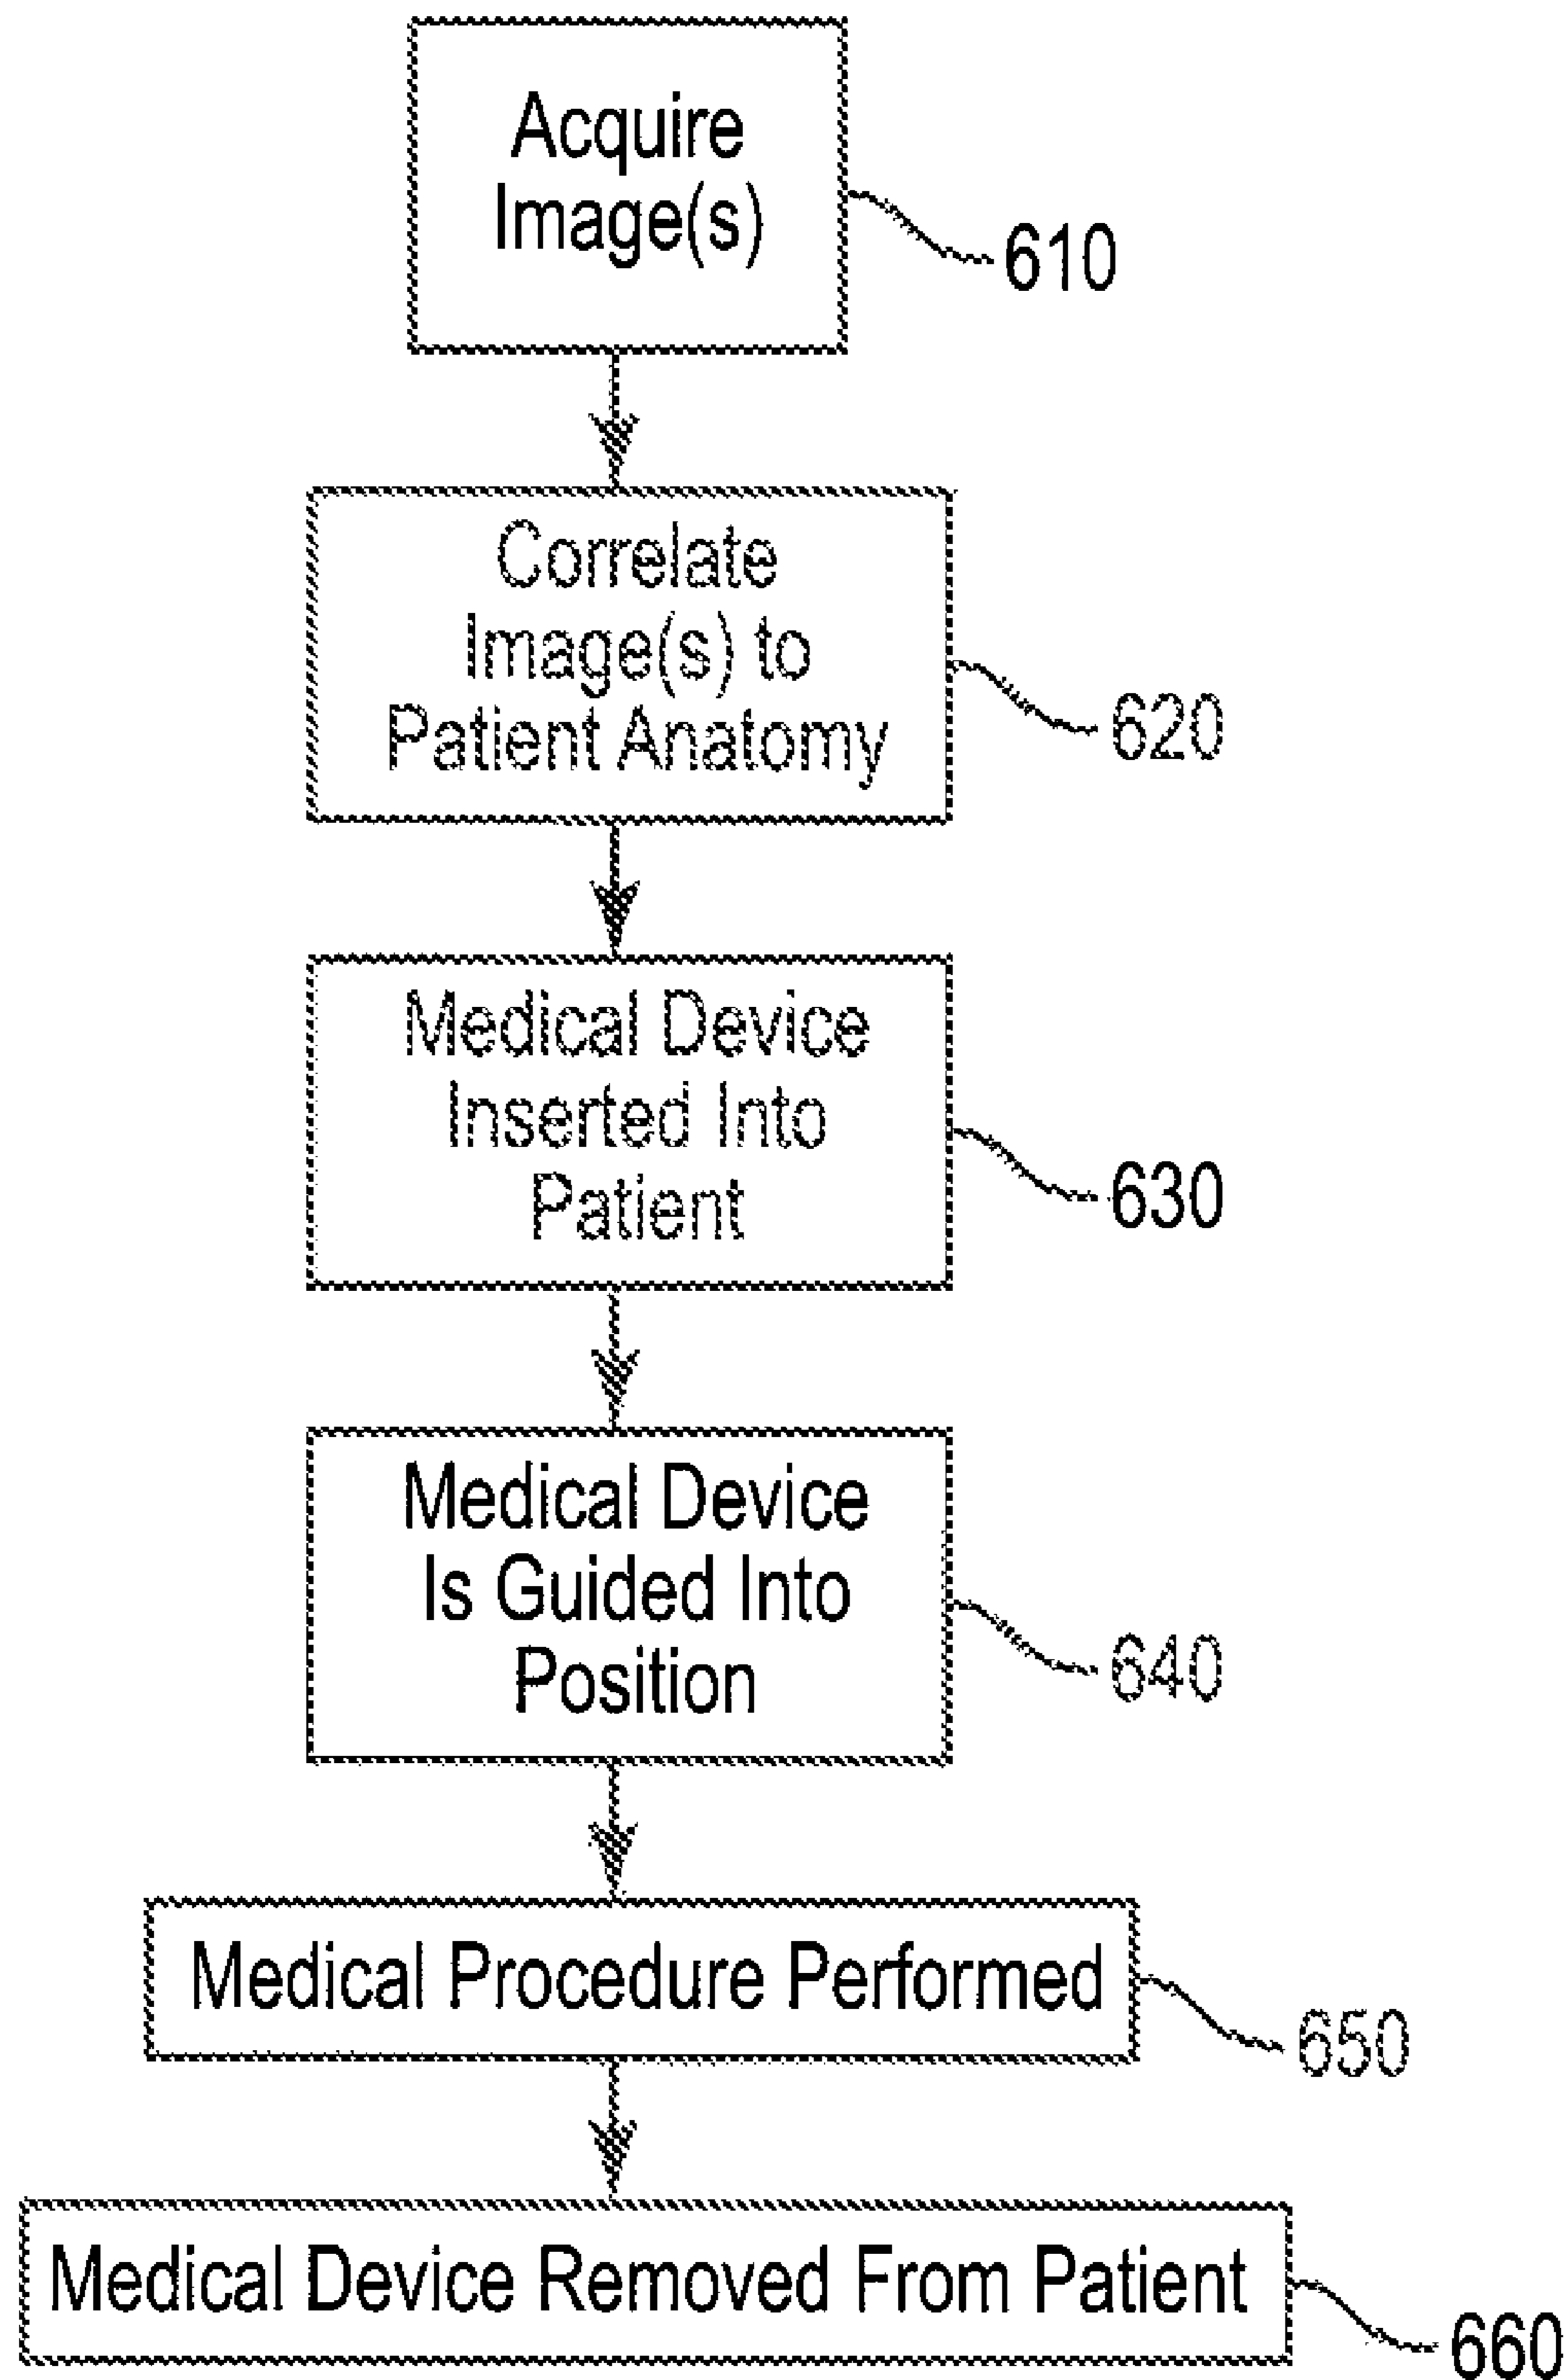 Acquire
Image(s)
610
Correlate
Image(s) to
Patient Anatomy
620
Medical Device
Inserted Into
Patient
630
Medical Device
Is Guided Into
Position
640
Medical Procedure Performed
650
Medical Device Removed From Patient
660